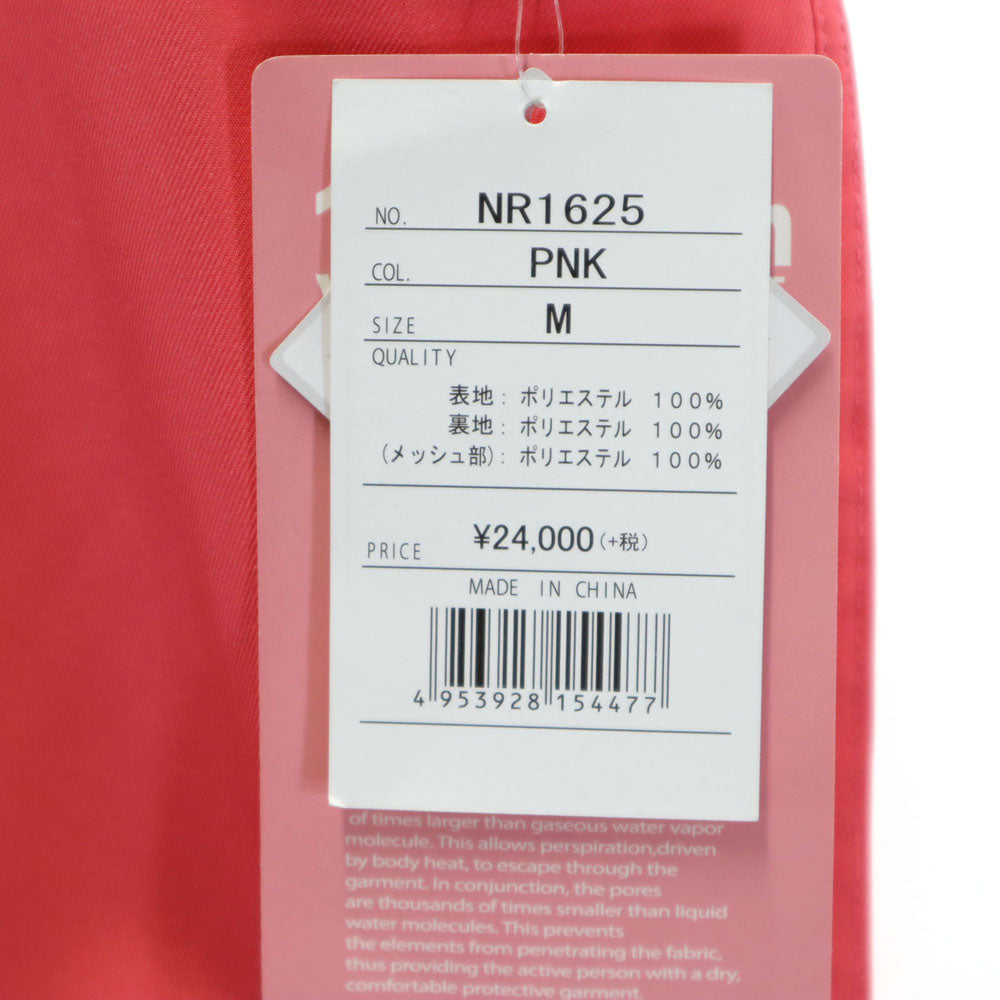 NO. NR1625
COL. PNK
SIZE M
QUALITY
表地: ポリエステル 100%
裏地: ポリエステル 100%
(メッシュ部): ポリエステル 100%
PRICE ¥24,000(+税)
MADE IN CHINA
4 953928 154477
of times larger than gaseous water vapor
molecule. This allows perspiration,driven
by body heat, to escape through the
garment. In conjunction, the pores
are thousands of times smaller than liquid
water molecules. This prevents
the elements from penetrating the fabric,
thus providing the active person with a dry,
comfortable protective garment.